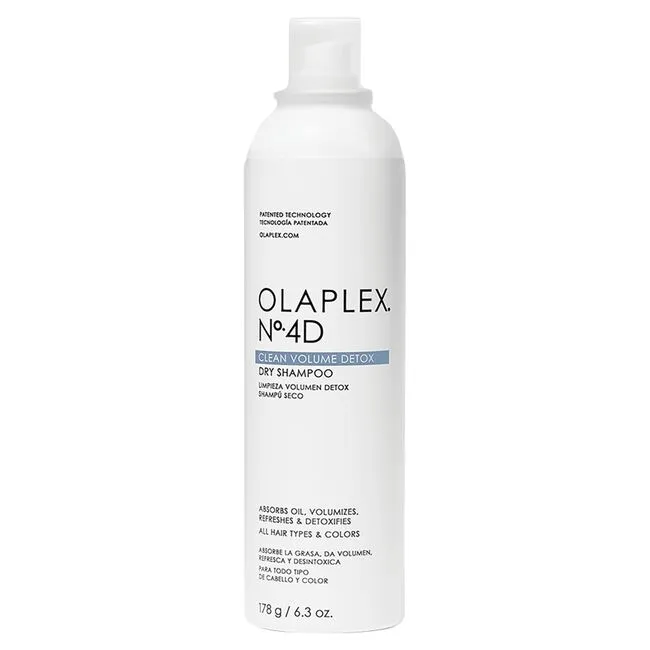 PATENTED TECHNOLOGY
TECNOLOGÍA PATENTADA
OLAPLEX.COM
OLAPLEX.
Nº.4D
CLEAN VOLUME DETOX
DRY SHAMPOO
LIMPIEZA VOLUMEN DETOX
SHAMPÚ SECO
ABSORBS OIL, VOLUMIZES,
REFRESHES & DETOXIFIES
ALL HAIR TYPES & COLORS
ABSORBE LA GRASA, DA VOLUMEN,
REFRESCA Y DESINTOXICA
PARA TODO TIPO
DE CABELLO Y COLOR
178 g / 6.3 oz.